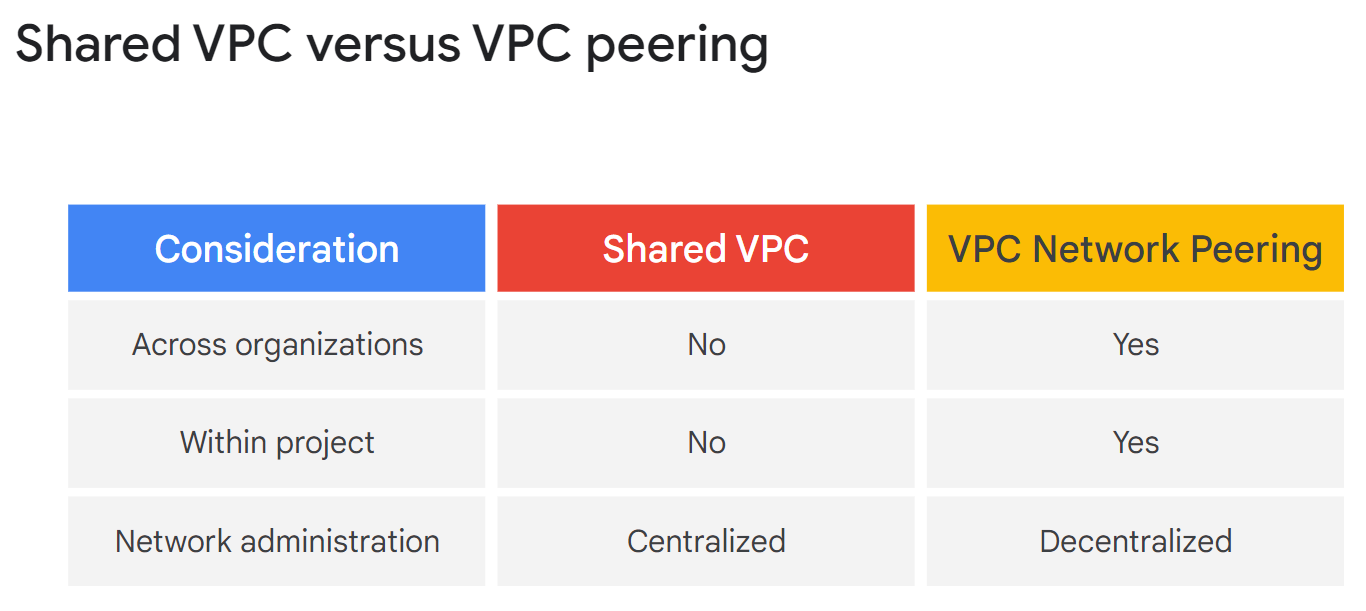 Shared VPC versus VPC peering
Consideration Shared VPC VPC Network Peering
Across organizations No Yes
Within project No Yes
Network administration Centralized Decentralized